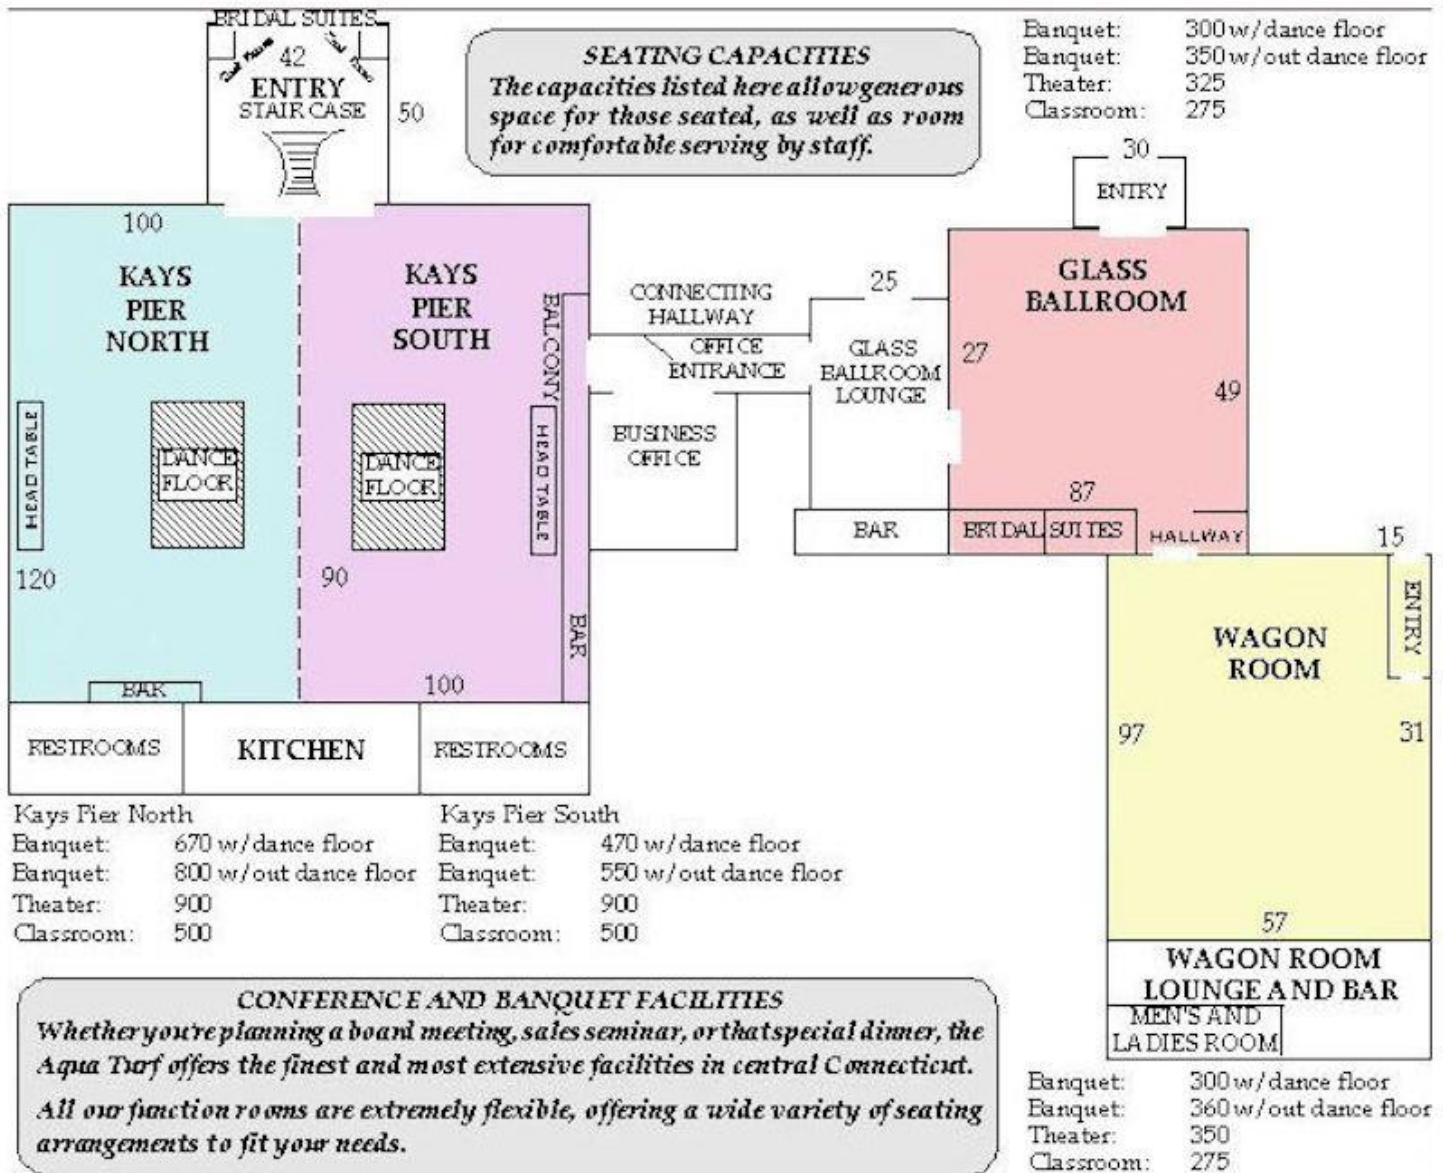 BRIDAL SUITES
42
ENTRY
STAIR CASE
50
SEATING CAPACITIES
The capacities listed here allow generous
space for those seated, as well as room
for comfortable serving by staff.
Banquet: 300 w/dance floor
Banquet: 350 w/out dance floor
Theater: 325
Classroom: 275
30
ENTRY
100
KAYS
PIER
NORTH
KAYS
PIER
SOUTH
BALCONY
CONNECTING
HALLWAY
OFFICE
ENTRANCE
25
GLASS
BALLROOM
LOUNGE
GLASS
BALLROOM
27
49
HEAD TABLE
DANCE
FLOOR
DANCE
FLOOR
HEAD TABLE
BUSINESS
OFFICE
87
BAR
BRIDAL SUITES
HALLWAY
15
ENTRY
120
90
BAR
WAGON
ROOM
BAR
100
97
31
RESTROOMS
KITCHEN
RESTROOMS
Kays Pier North
Banquet: 670 w/dance floor
Banquet: 800 w/out dance floor
Theater: 900
Classroom: 500
Kays Pier South
Banquet: 470 w/dance floor
Banquet: 550 w/out dance floor
Theater: 900
Classroom: 500
57
WAGON ROOM
LOUNGE AND BAR
MEN'S AND
LADIES ROOM
CONFERENCE AND BANQUET FACILITIES
Whether you're planning a board meeting, sales seminar, or that special dinner, the
Aqua Turf offers the finest and most extensive facilities in central Connecticut.
All our function rooms are extremely flexible, offering a wide variety of seating
arrangements to fit your needs.
Banquet: 300 w/dance floor
Banquet: 360 w/out dance floor
Theater: 350
Classroom: 275